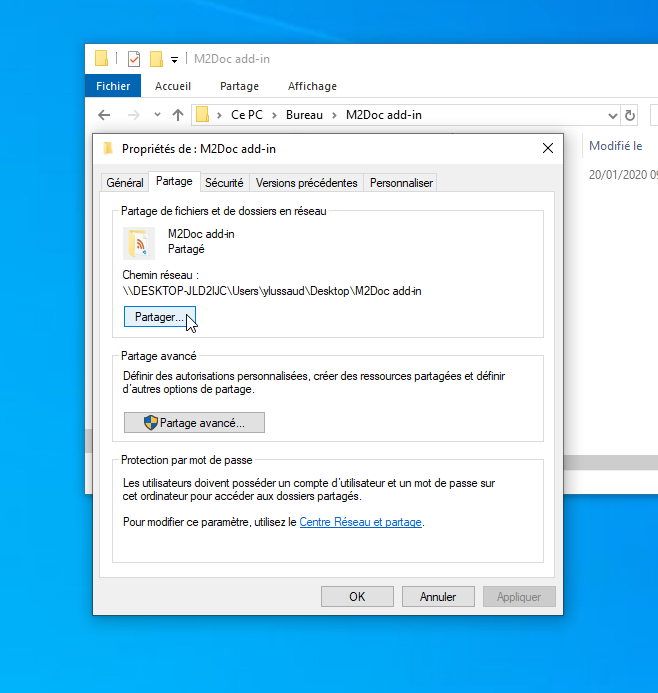 M2Doc add-in
Fichier Accueil Partage Affichage
Ce PC Bureau M2Doc add-in
Modifié le
20/01/2020
Propriétés de : M2Doc add-in
Général Partage Sécurité Versions précédentes Personnaliser
Partage de fichiers et de dossiers en réseau
M2Doc add-in
Partagé
Chemin réseau :
\\DESKTOP-JLD2IJC\Users\ylussaud\Desktop\M2Doc add-in
Partager...
Partage avancé
Définir des autorisations personnalisées, créer des ressources partagées et définir
d'autres options de partage.
Partage avancé...
Protection par mot de passe
Les utilisateurs doivent posséder un compte d'utilisateur et un mot de passe sur
cet ordinateur pour accéder aux dossiers partagés.
Pour modifier ce paramètre, utilisez le Centre Réseau et partage.
OK Annuler Appliquer